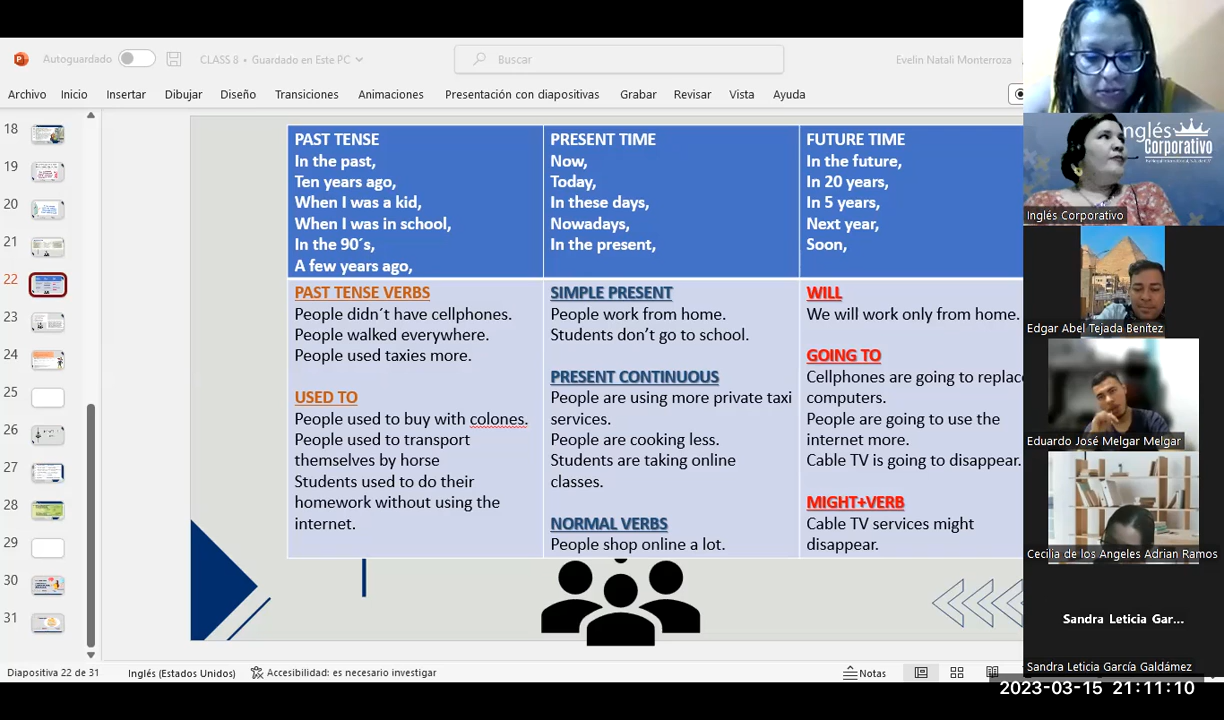 Autoguardado
CLASS 8 • Guardado en Este PC
Buscar
Evelin Natali Monterroza
Archivo Inicio Insertar Dibujar Diseño Transiciones Animaciones Presentación con diapositivas Grabar Revisar Vista Ayuda
18
19
20
21
22
23
24
25
26
27
28
29
30
31
PAST TENSE
In the past,
Ten years ago,
When I was a kid,
When I was in school,
In the 90´s,
A few years ago,
PRESENT TIME
Now,
Today,
In these days,
Nowadays,
In the present,
FUTURE TIME
In the future,
In 20 years,
In 5 years,
Next year,
Soon,
PAST TENSE VERBS
People didn´t have cellphones.
People walked everywhere.
People used taxies more.
USED TO
People used to buy with colones.
People used to transport
themselves by horse
Students used to do their
homework without using the
internet.
SIMPLE PRESENT
People work from home.
Students don’t go to school.
PRESENT CONTINUOUS
People are using more private taxi
services.
People are cooking less.
Students are taking online
classes.
NORMAL VERBS
People shop online a lot.
WILL
We will work only from home.
GOING TO
Cellphones are going to replac
computers.
People are going to use the
internet more.
Cable TV is going to disappear.
MIGHT+VERB
Cable TV services might
disappear.
Inglés
Corporativo
Inglés Corporativo
Edgar Abel Tejada Benítez
Eduardo José Melgar Melgar
Cecilia de los Angeles Adrian Ramos
Sandra Leticia Gar...
Sandra Leticia García Galdámez
Diapositiva 22 de 31
Inglés (Estados Unidos)
Accesibilidad: es necesario investigar
Notas
2023-03-15 21:11:10